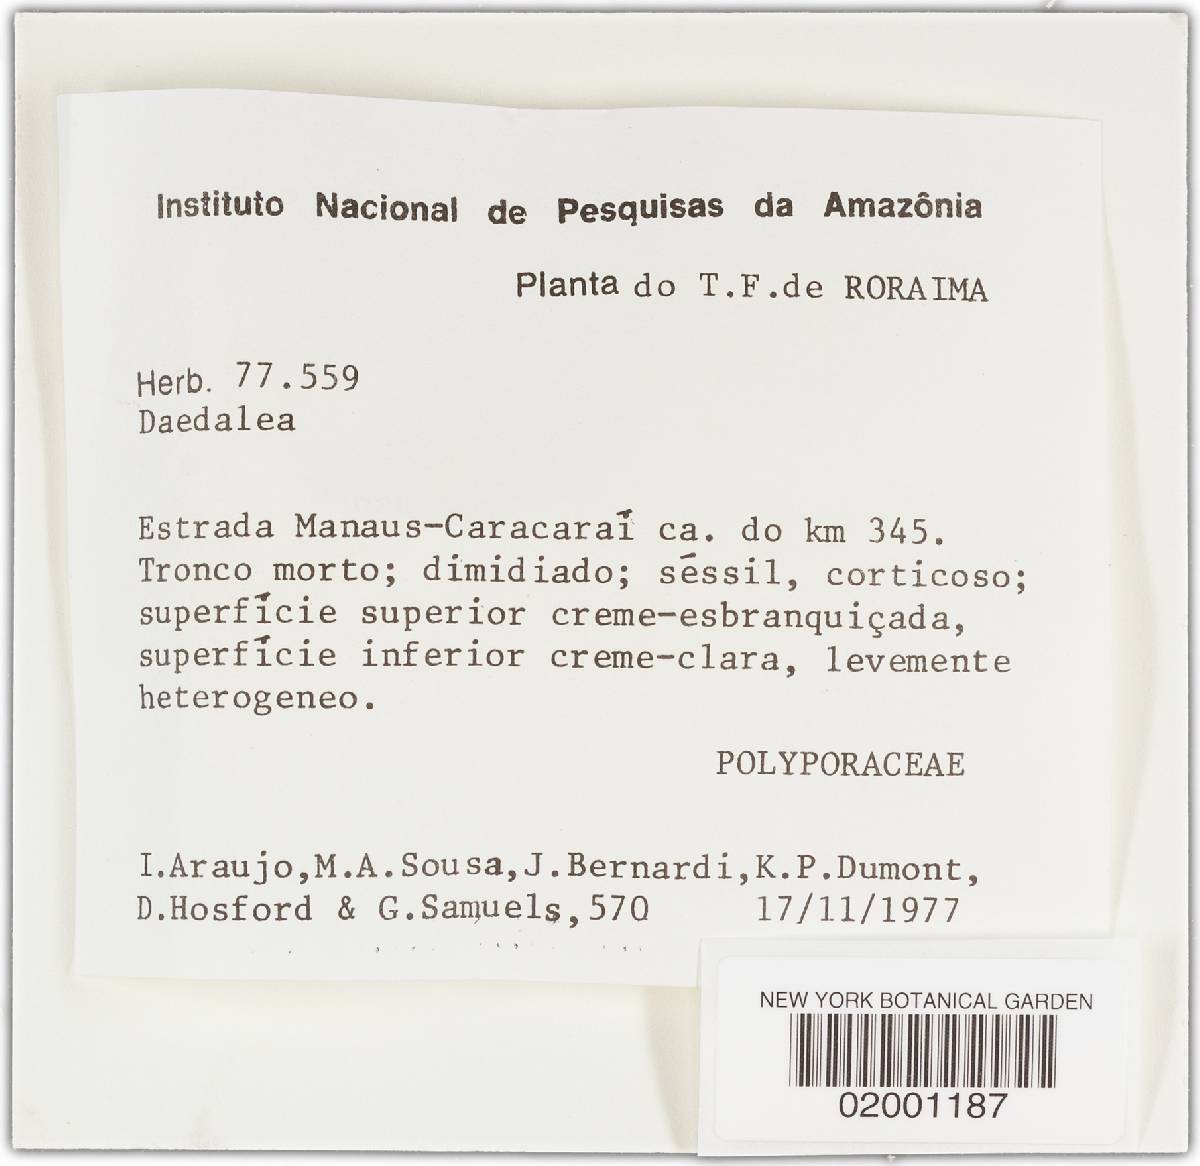 Instituto Nacional de Pesquisas da Amazônia
Planta do T.F.de RORAIMA
Herb. 77.559
Daedalea
Estrada Manaus-Caracaraí ca. do km 345.
Tronco morto; dimidiado; séssil, corticoso;
superfície superior creme-esbranquiçada,
superfície inferior creme-clara, levemente
heterogeneo.
POLYPORACEAE
I.Araujo,M.A.Sousa,J.Bernardi,K.P.Dumont,
D.Hosford & G.Samuels,570 17/11/1977
NEW YORK BOTANICAL GARDEN
02001187